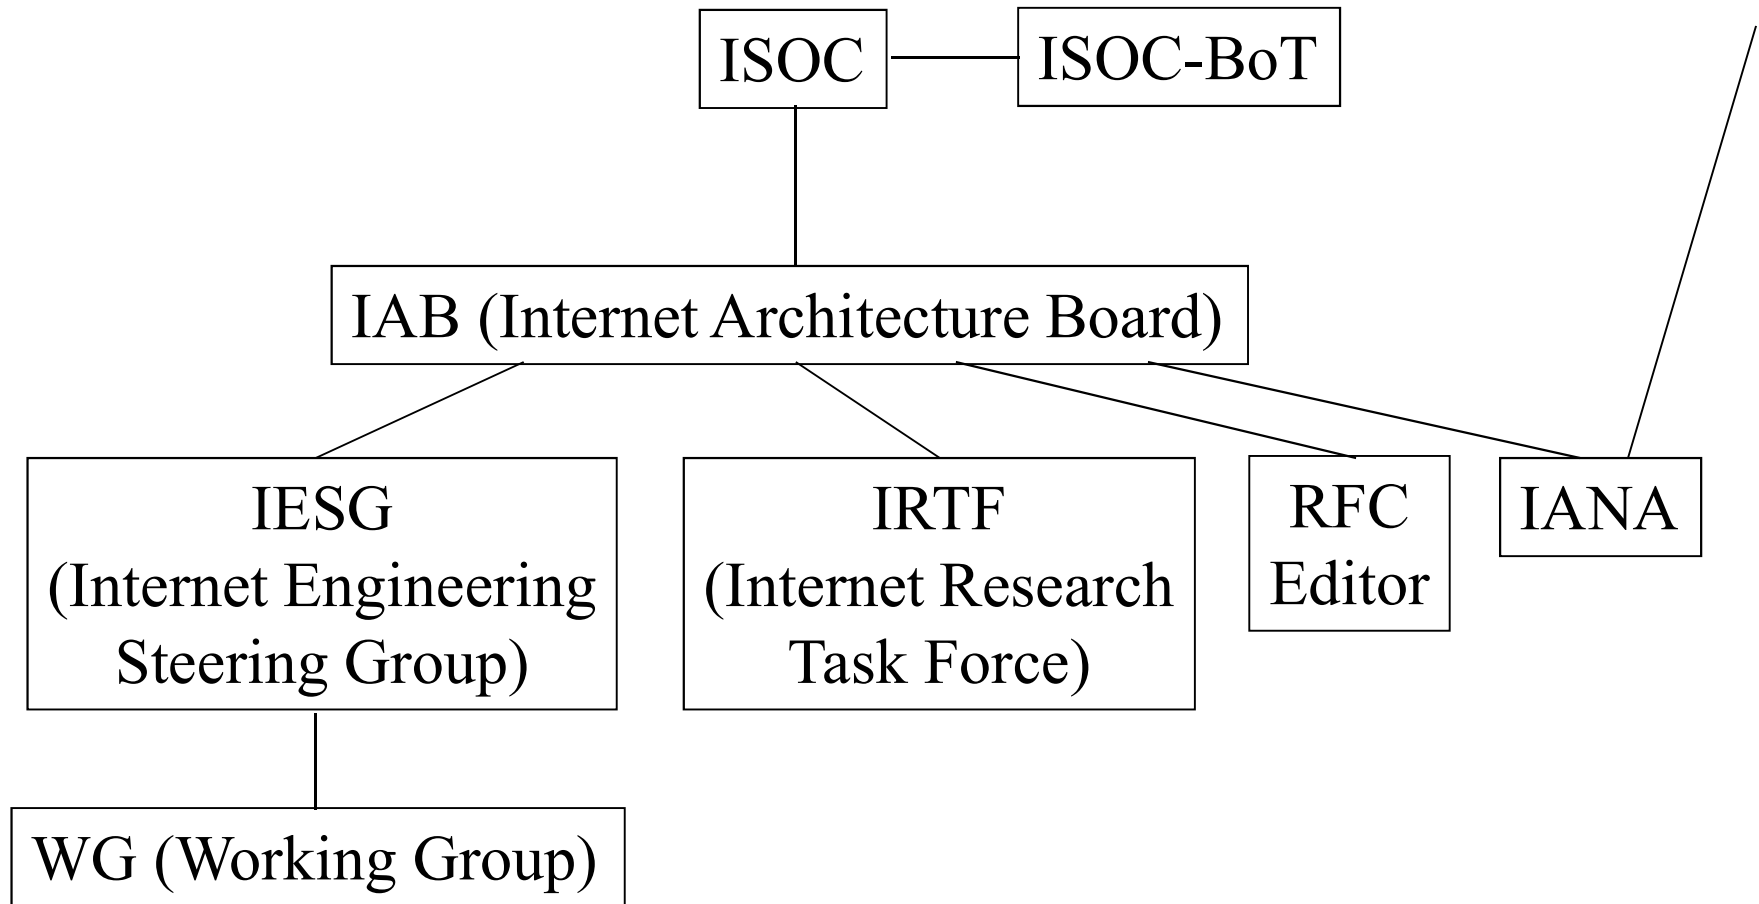 ISOC
ISOC-BoT
IAB (Internet Architecture Board)
IESG
(Internet Engineering
Steering Group)
IRTF
(Internet Research
Task Force)
RFC
Editor
IANA
WG (Working Group)